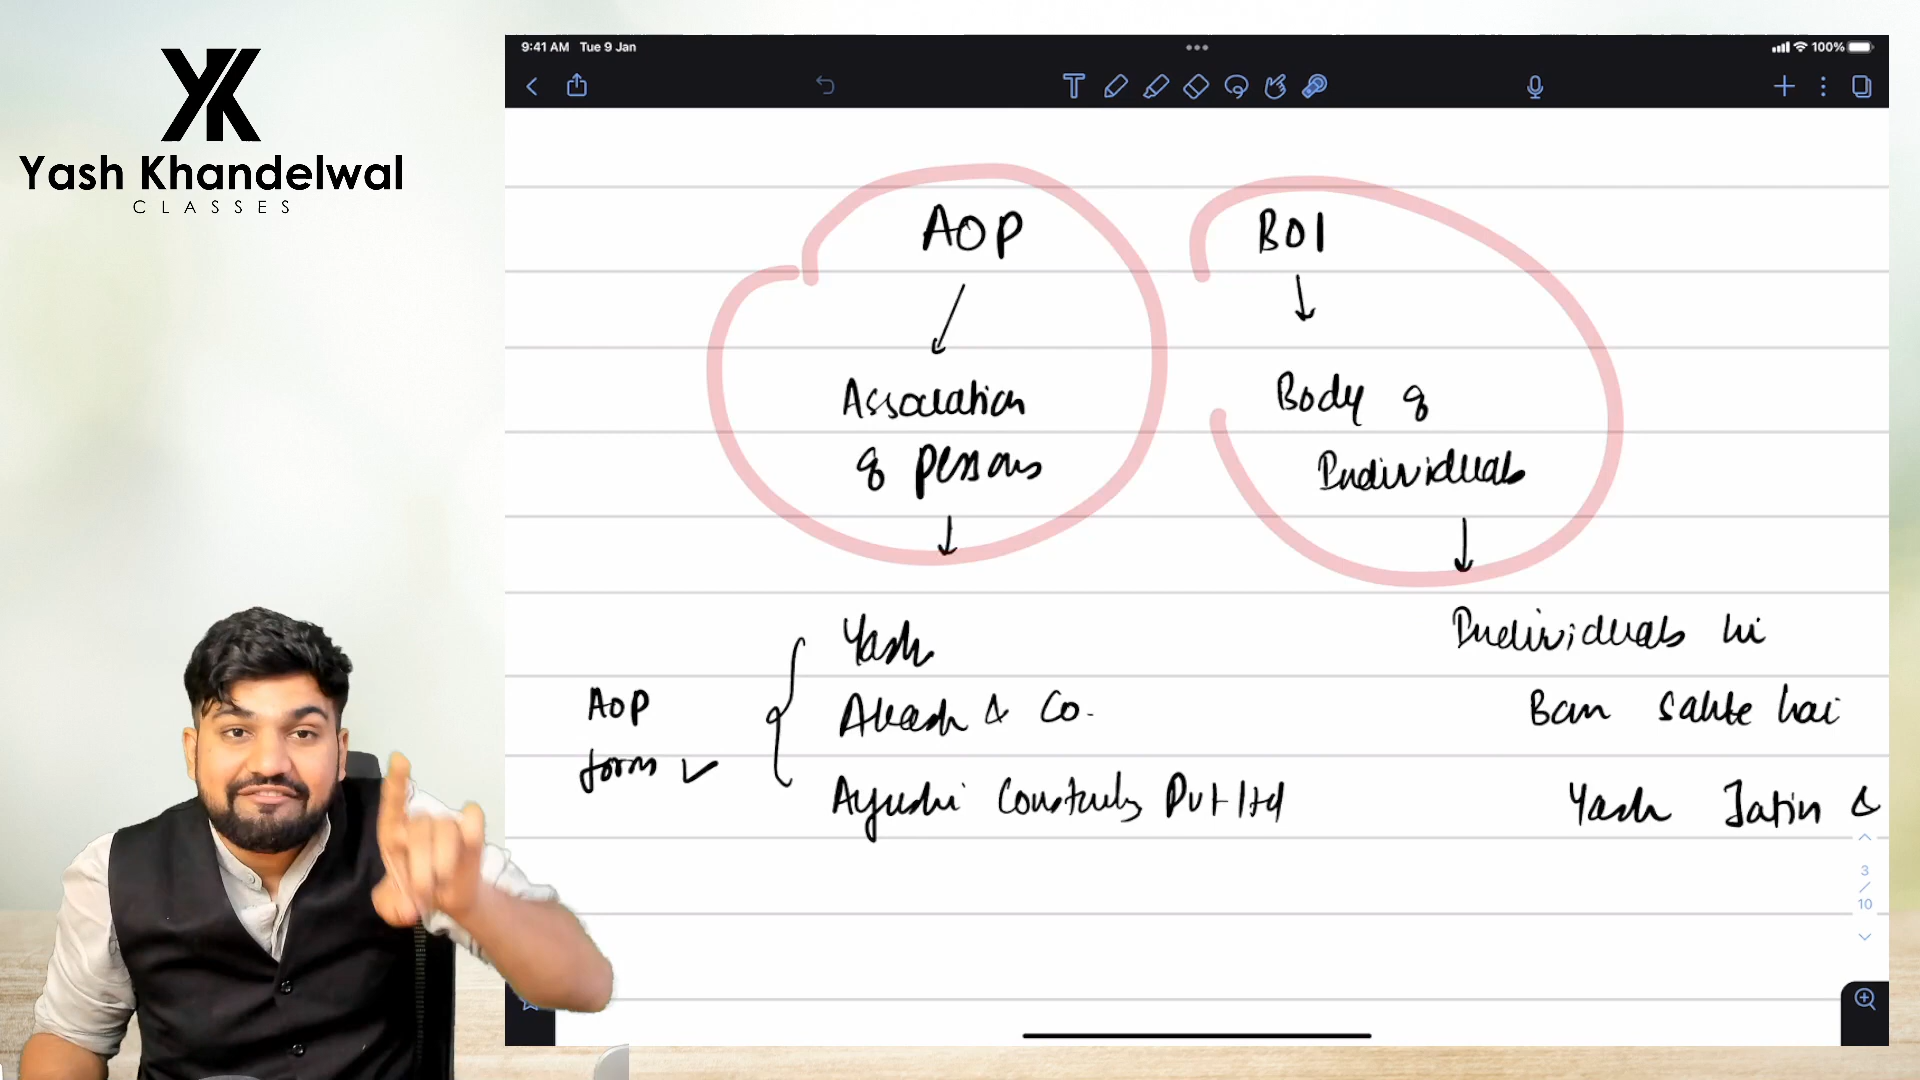 YK
Yash Khandelwal
CLASSES
9:41 AM Tue 9 Jan
100%
AOP BOI
Association Body of
of persons Individuals
Yash Individuals hi
AOP Akash & Co. Ban sakte hai
form Ayushi Pvt ltd Yash Jatin &
3
/
10